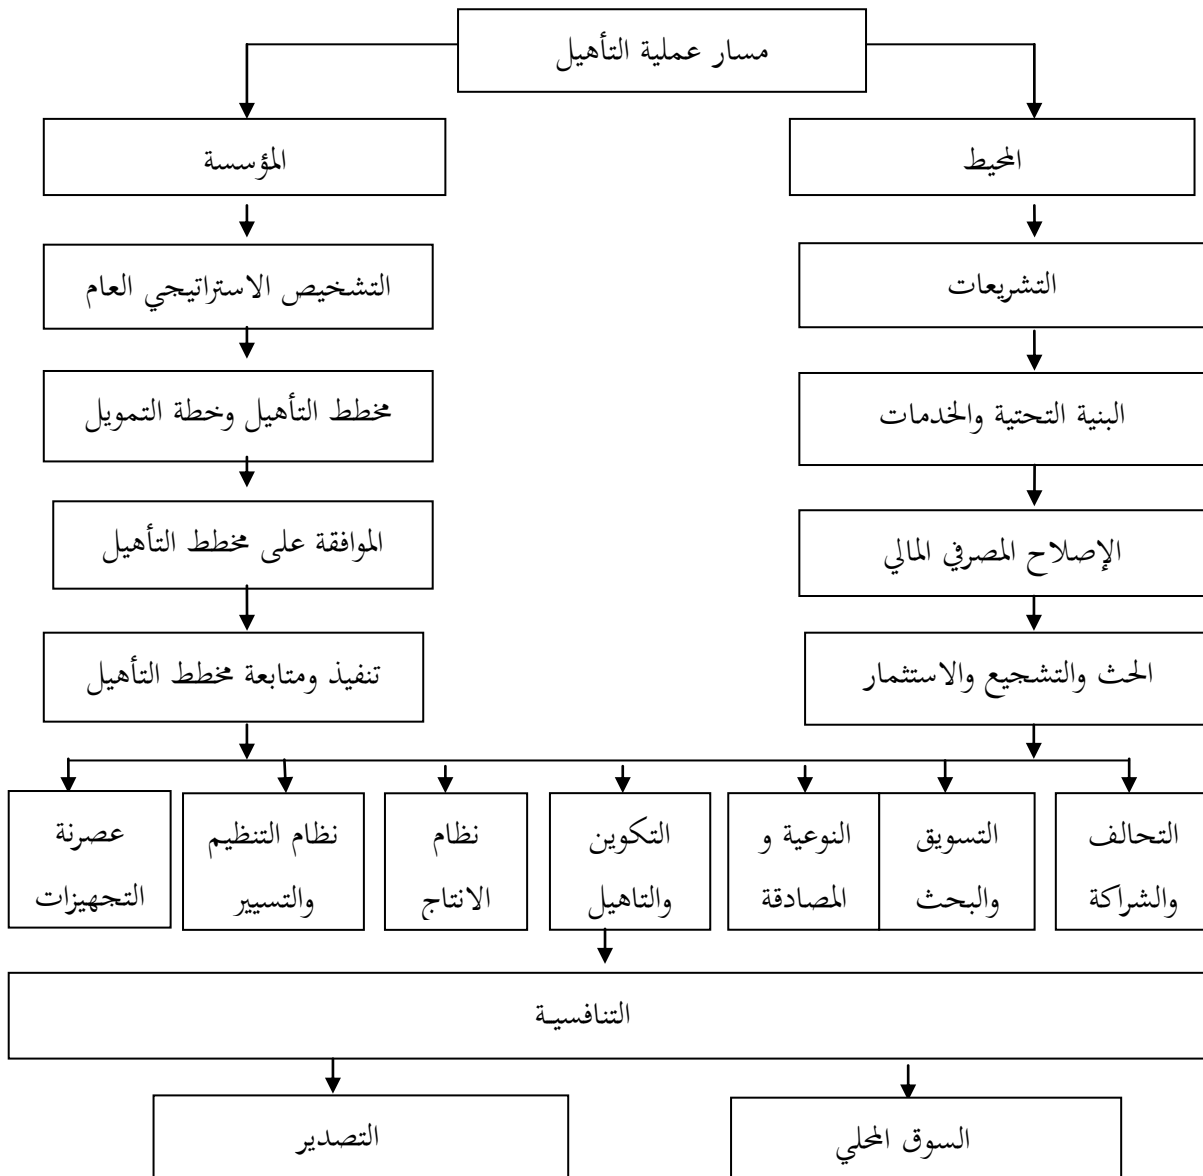 مسار عملية التأهيل
المحيط
المؤسسة
التشريعات
التشخيص الاستراتيجي العام
البنية التحتية والخدمات
مخطط التأهيل وخطة التمويل
الإصلاح المصرفي المالي
الموافقة على مخطط التأهيل
الحث والتشجيع والاستثمار
تنفيذ ومتابعة مخطط التأهيل
التحالف
والشراكة
التسويق
والبحث
النوعية و
المصادقة
التكوين
والتاهيل
نظام
الانتاج
نظام التنظيم
والتسيير
عصرنة
التجهيزات
التنافسية
السوق المحلي
التصدير